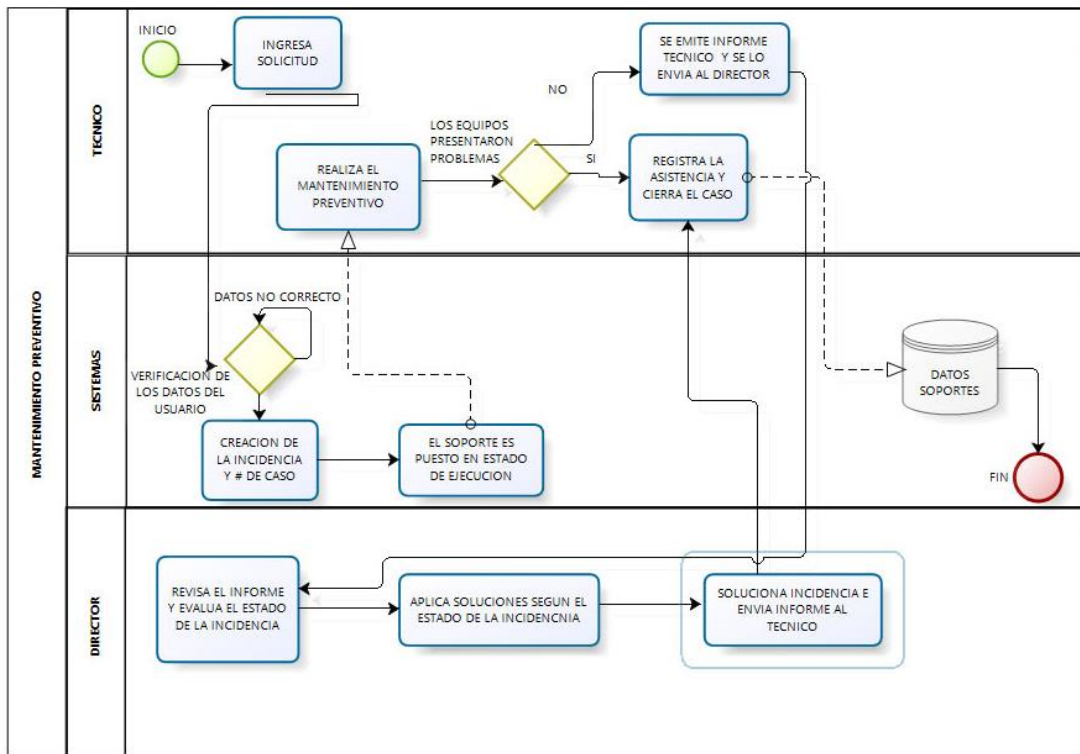 MANTENIMIENTO PREVENTIVO
TECNICO
INICIO
INGRESA
SOLICITUD
SE EMITE INFORME
TECNICO Y SE LO
ENVIA AL DIRECTOR
NO
LOS EQUIPOS
PRESENTARON
PROBLEMAS
SI
REALIZA EL
MANTENIMIENTO
PREVENTIVO
REGISTRA LA
ASISTENCIA Y
CIERRA EL CASO
SISTEMAS
DATOS NO CORRECTO
VERIFICACION DE
LOS DATOS DEL
USUARIO
CREACION DE
LA INCIDENCIA
Y # DE CASO
EL SOPORTE ES
PUESTO EN ESTADO
DE EJECUCION
DATOS
SOPORTES
FIN
DIRECTOR
REVISA EL INFORME
Y EVALUA EL ESTADO
DE LA INCIDENCIA
APLICA SOLUCIONES SEGUN EL
ESTADO DE LA INCIDENCNIA
SOLUCIONA INCIDENCIA E
ENVIA INFORME AL
TECNICO